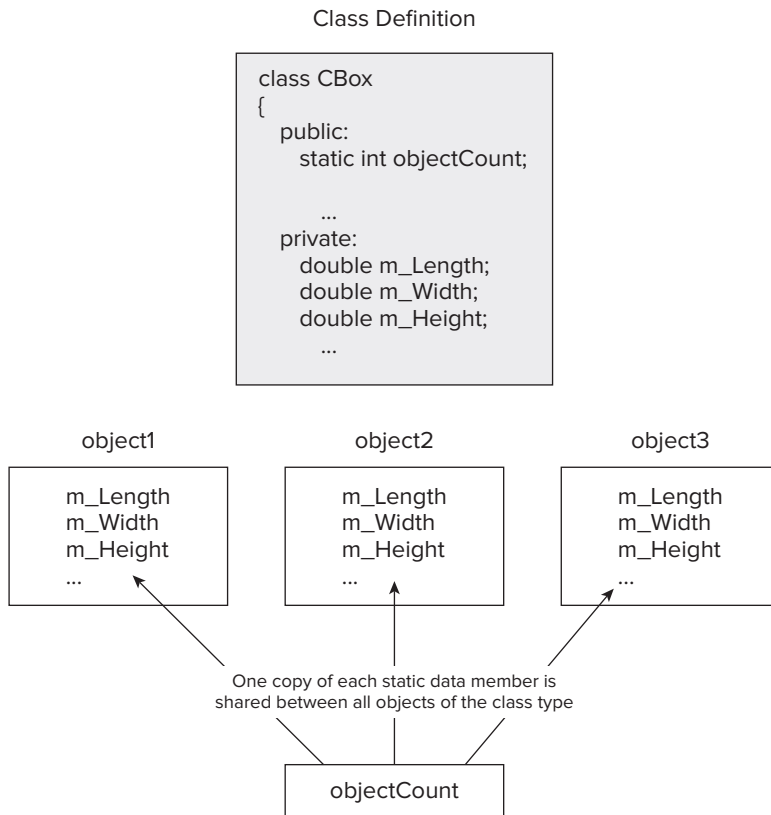 Class Definition
class CBox
{
public:
static int objectCount;
...
private:
double m_Length;
double m_Width;
double m_Height;
...
object1
object2
object3
m_Length
m_Width
m_Height
...
m_Length
m_Width
m_Height
...
m_Length
m_Width
m_Height
...
One copy of each static data member is
shared between all objects of the class type
objectCount